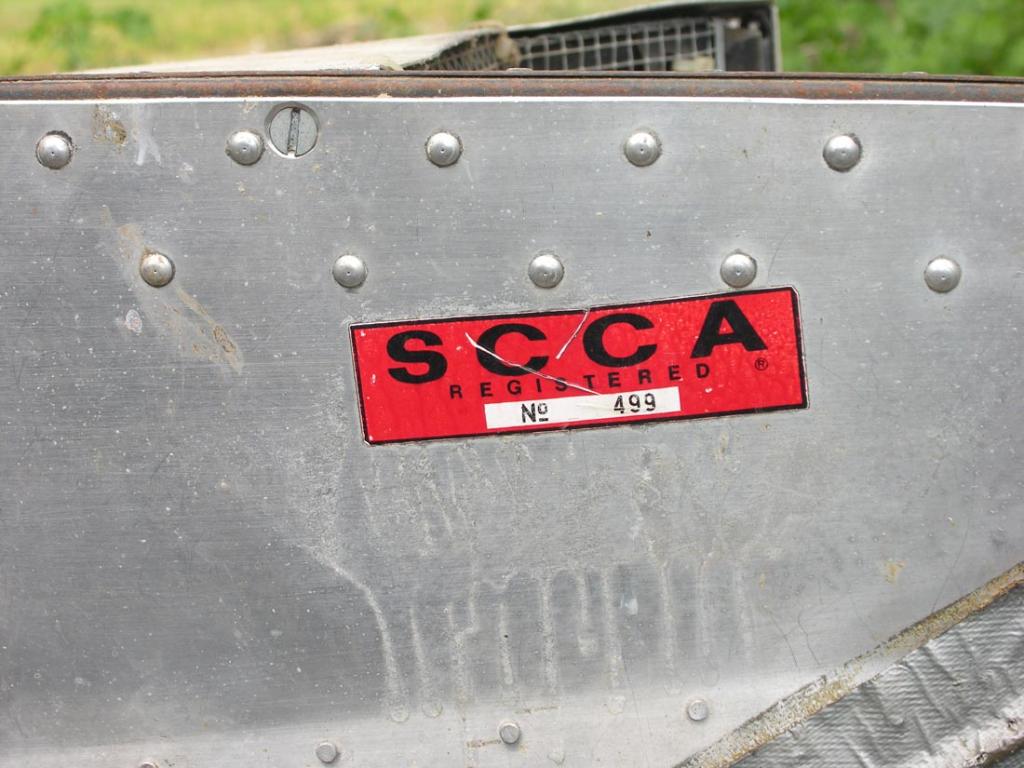 SCCA
REGISTERED ®
Nº 499